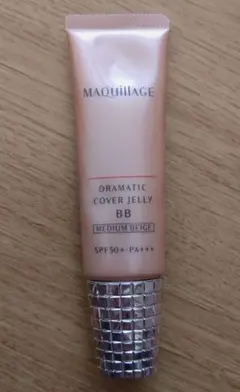 MAQuillAGE
DRAMATIC
COVER JELLY
BB
MEDIUM BEIGE
SPF50+･PA+++